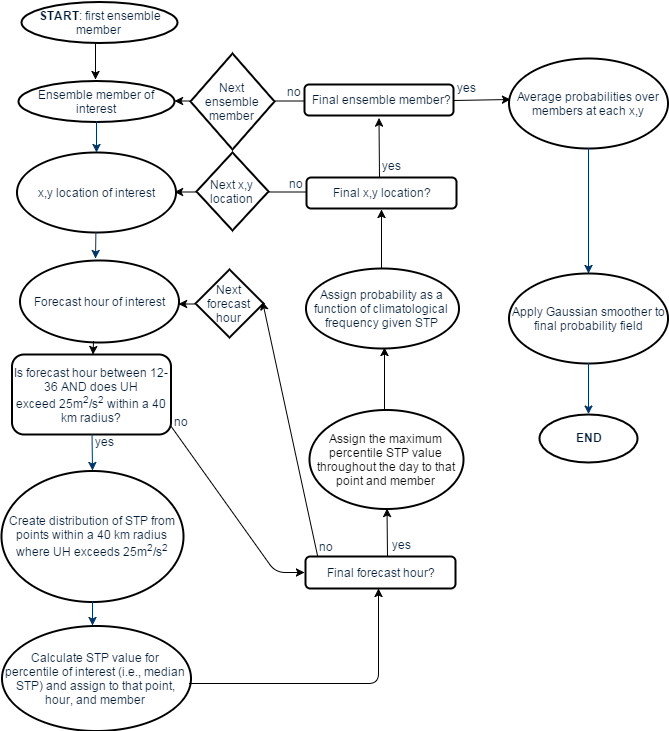 START: first ensemble
member
Ensemble member of
interest
Next
ensemble
member
no
Final ensemble member?
yes
Average probabilities over
members at each x,y
yes
x,y location of interest
Next x,y
location
no
Final x,y location?
Forecast hour of interest
Next
forecast
hour
Assign probability as a
function of climatological
frequency given STP
Apply Gaussian smoother to
final probability field
Is forecast hour between 12-
36 AND does UH
exceed 25m²/s² within a 40
km radius?
no
yes
Assign the maximum
percentile STP value
throughout the day to that
point and member
END
Create distribution of STP from
points within a 40 km radius
where UH exceeds 25m²/s²
no
yes
Final forecast hour?
Calculate STP value for
percentile of interest (i.e., median
STP) and assign to that point,
hour, and member